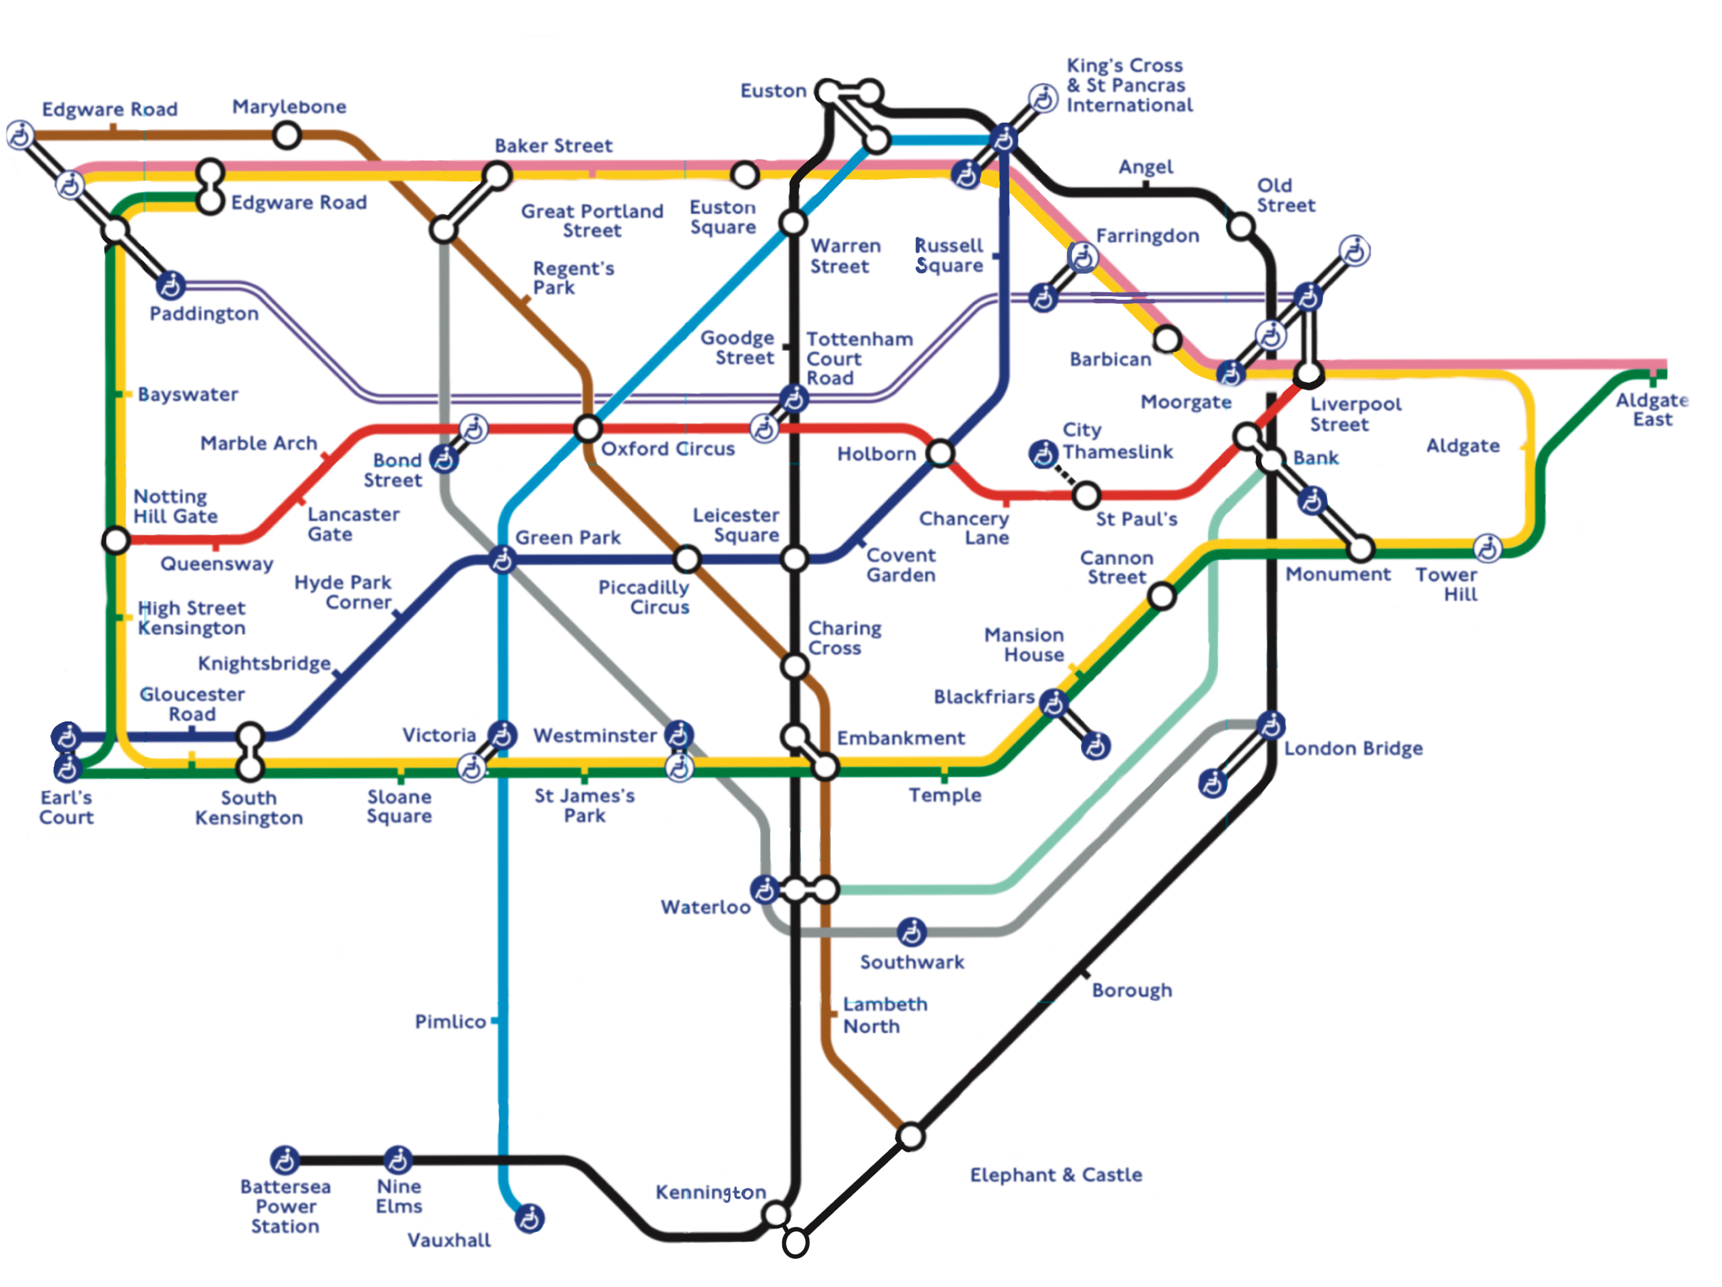 King's Cross
& St Pancras
International
Euston
Edgware Road
Marylebone
Baker Street
Angel
Old
Street
Edgware Road
Great Portland
Street
Euston
Square
Warren
Street
Russell
Square
Farringdon
Regent's
Park
Paddington
Goodge
Street
Tottenham
Court
Road
Barbican
Moorgate
Liverpool
Street
Aldgate
East
Bayswater
Marble Arch
Bond
Street
Oxford Circus
Holborn
City
Thameslink
Bank
Aldgate
Notting
Hill Gate
Lancaster
Gate
Queensway
Leicester
Square
Chancery
Lane
St Paul's
Green Park
Covent
Garden
Cannon
Street
Monument
Tower
Hill
Hyde Park
Corner
Piccadilly
Circus
High Street
Kensington
Charing
Cross
Mansion
House
Knightsbridge
Gloucester
Road
Blackfriars
Victoria
Westminster
Embankment
London Bridge
Earl's
Court
South
Kensington
Sloane
Square
St James's
Park
Temple
Waterloo
Southwark
Borough
Lambeth
North
Pimlico
Battersea
Power
Station
Nine
Elms
Vauxhall
Kennington
Elephant & Castle